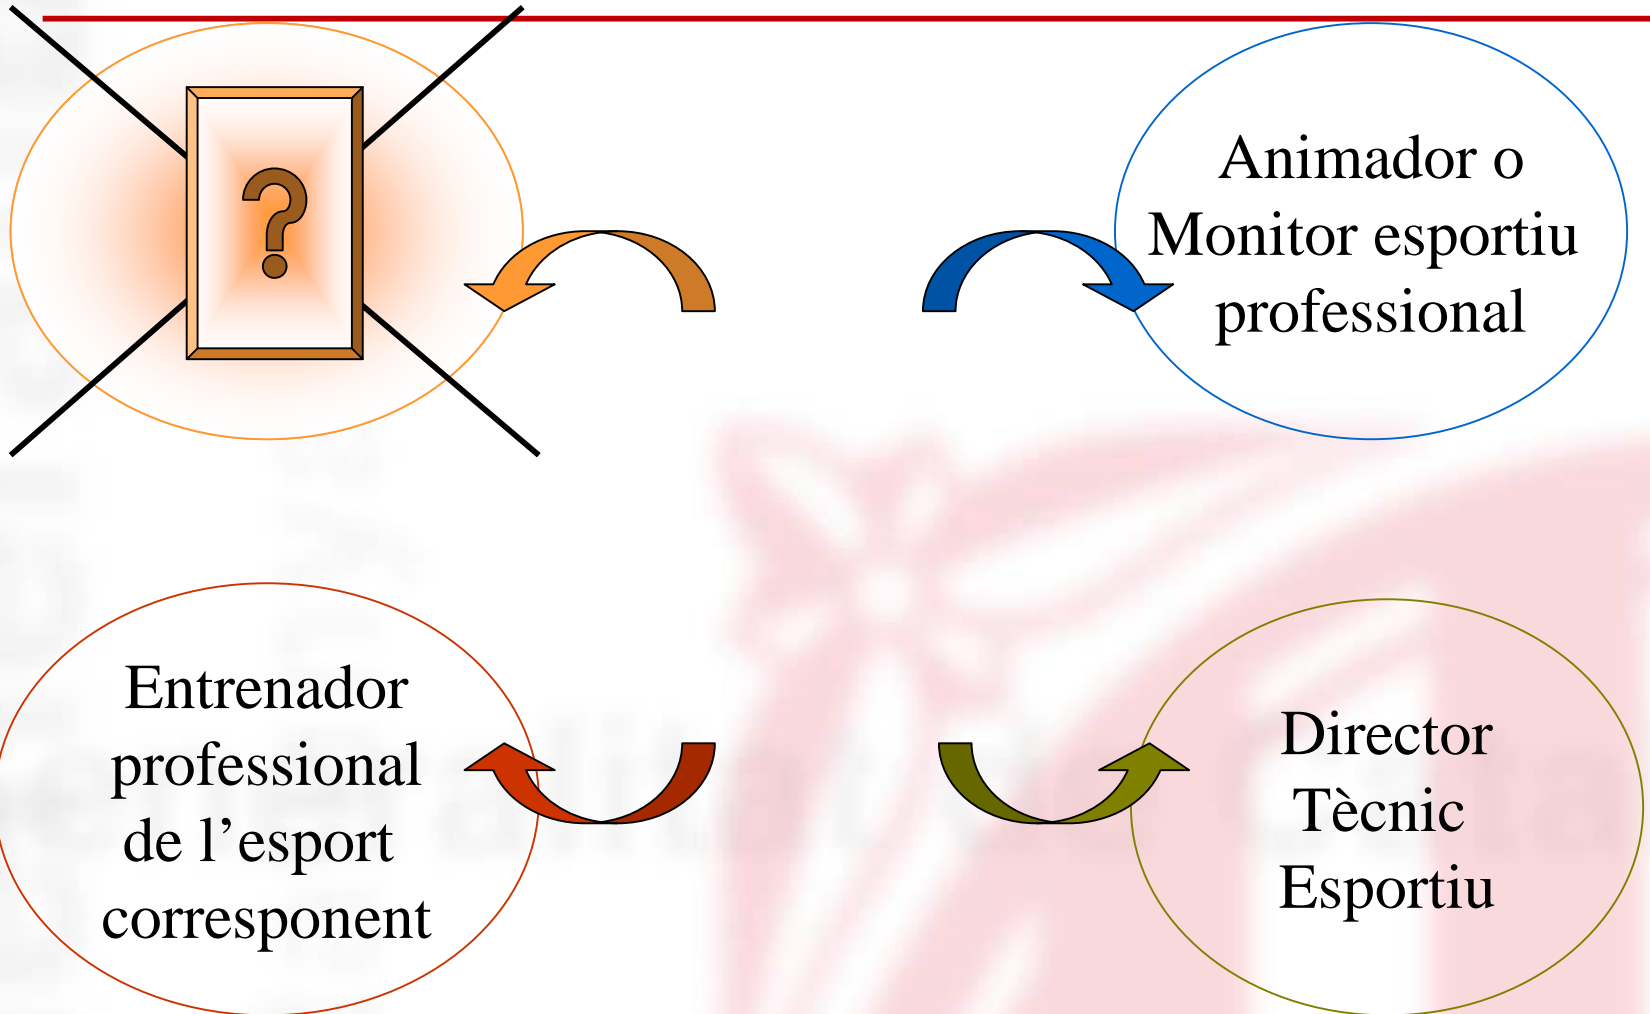 ?
Animador o
Monitor esportiu
professional
Entrenador
professional
de l’esport
corresponent
Director
Tècnic
Esportiu